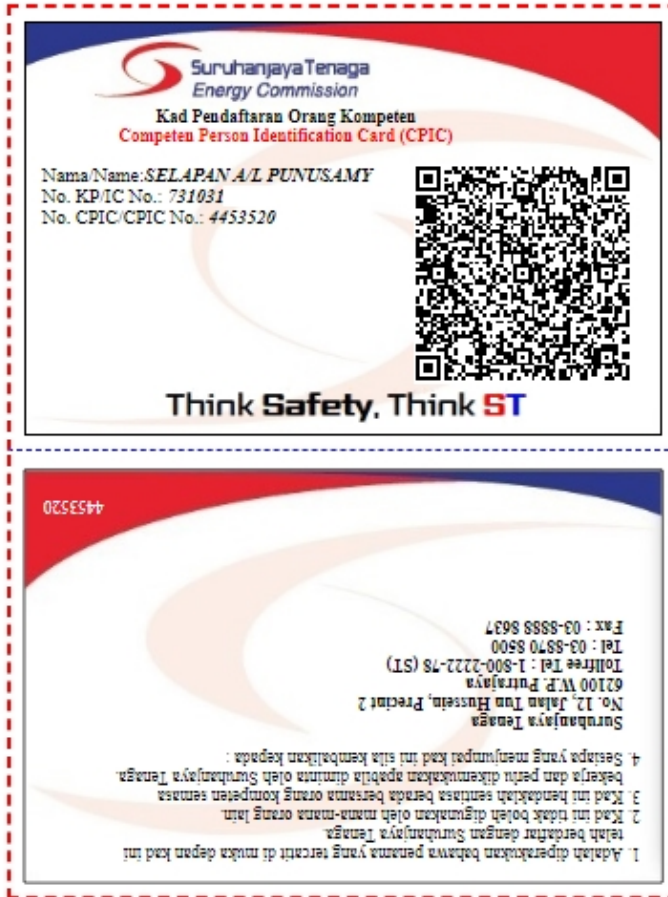 Suruhanjaya Tenaga
Energy Commission
Kad Pendaftaran Orang Kompeten
Competen Person Identification Card (CPIC)
Nama/Name:SELAPAN A/L PUNUSAMY
No. KP/IC No.: 731031
No. CPIC/CPIC No.: 4453520
Think Safety, Think ST
1. Adalah diperakukan bahawa penama yang tercatit di muka depan kad ini
telah berdaftar dengan Suruhanjaya Tenaga.
2. Kad ini tidak boleh digunakan oleh mana-mana orang lain.
3. Kad ini hendaklah sentiasa berada bersama orang kompeten semasa
bekerja dan perlu dikemukakan apabila diminta oleh Suruhanjaya Tenaga.
4. Sesiapa yang menjumpai kad ini sila kembalikan kepada :
Suruhanjaya Tenaga
No. 12, Jalan Tun Hussein, Precint 2
62100 W.P. Putrajaya
Tollfree Tel : 1-800-2222-78 (ST)
Tel : 03-8870 8500
Fax : 03-8888 8637
4453520